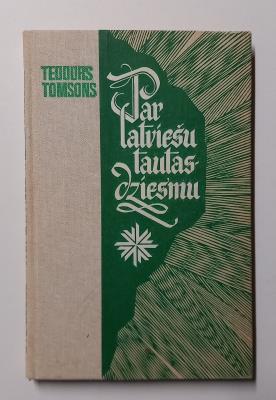 TEODORS
TOMSONS
Par
latviešu
tautas-
dziesmu